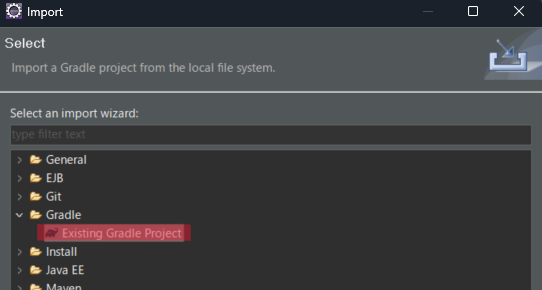 Import
Select
Import a Gradle project from the local file system.
Select an import wizard:
type filter text
General
EJB
Git
Gradle
Existing Gradle Project
Install
Java EE
Maven